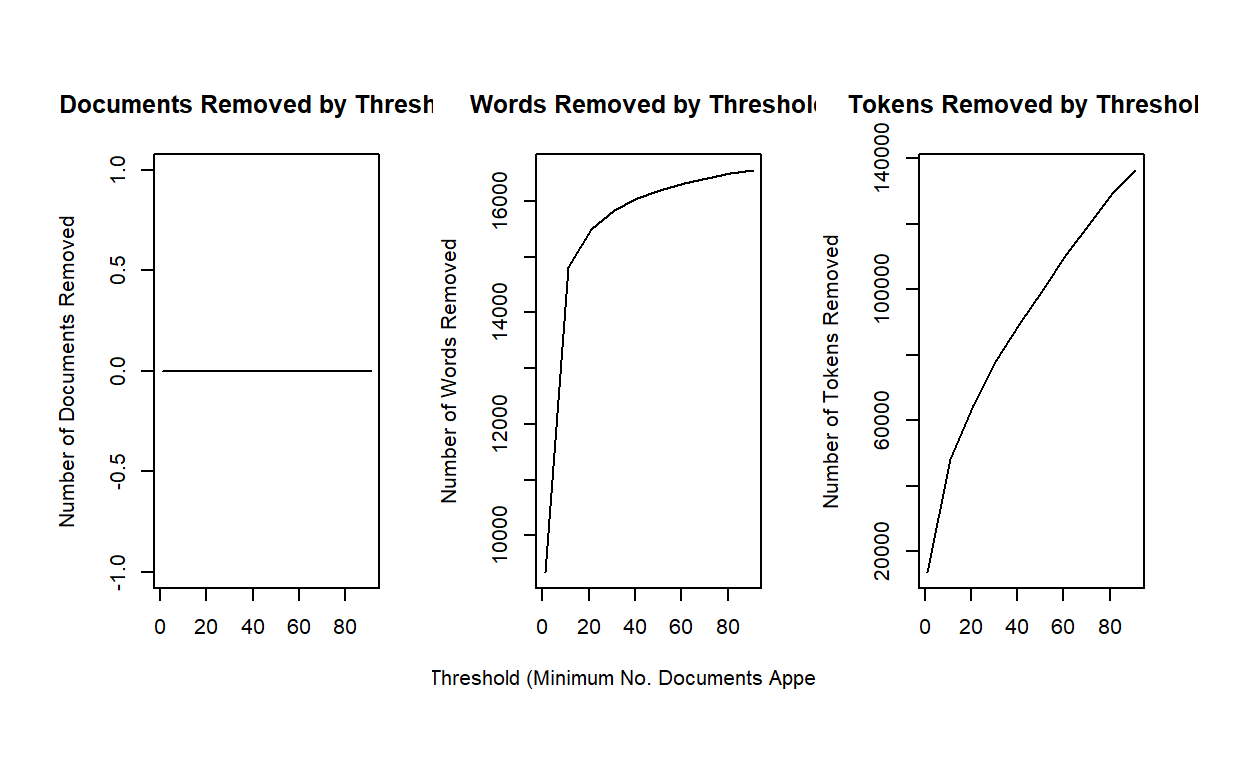 Documents Removed by Thresh
Words Removed by Threshol
Tokens Removed by Threshol
Number of Documents Removed
1.0
0.5
0.0
-0.5
-1.0
0 20 40 60 80
Number of Words Removed
16000
14000
12000
10000
0 20 40 60 80
Threshold (Minimum No. Documents Appe
Number of Tokens Removed
140000
100000
60000
20000
0 20 40 60 80